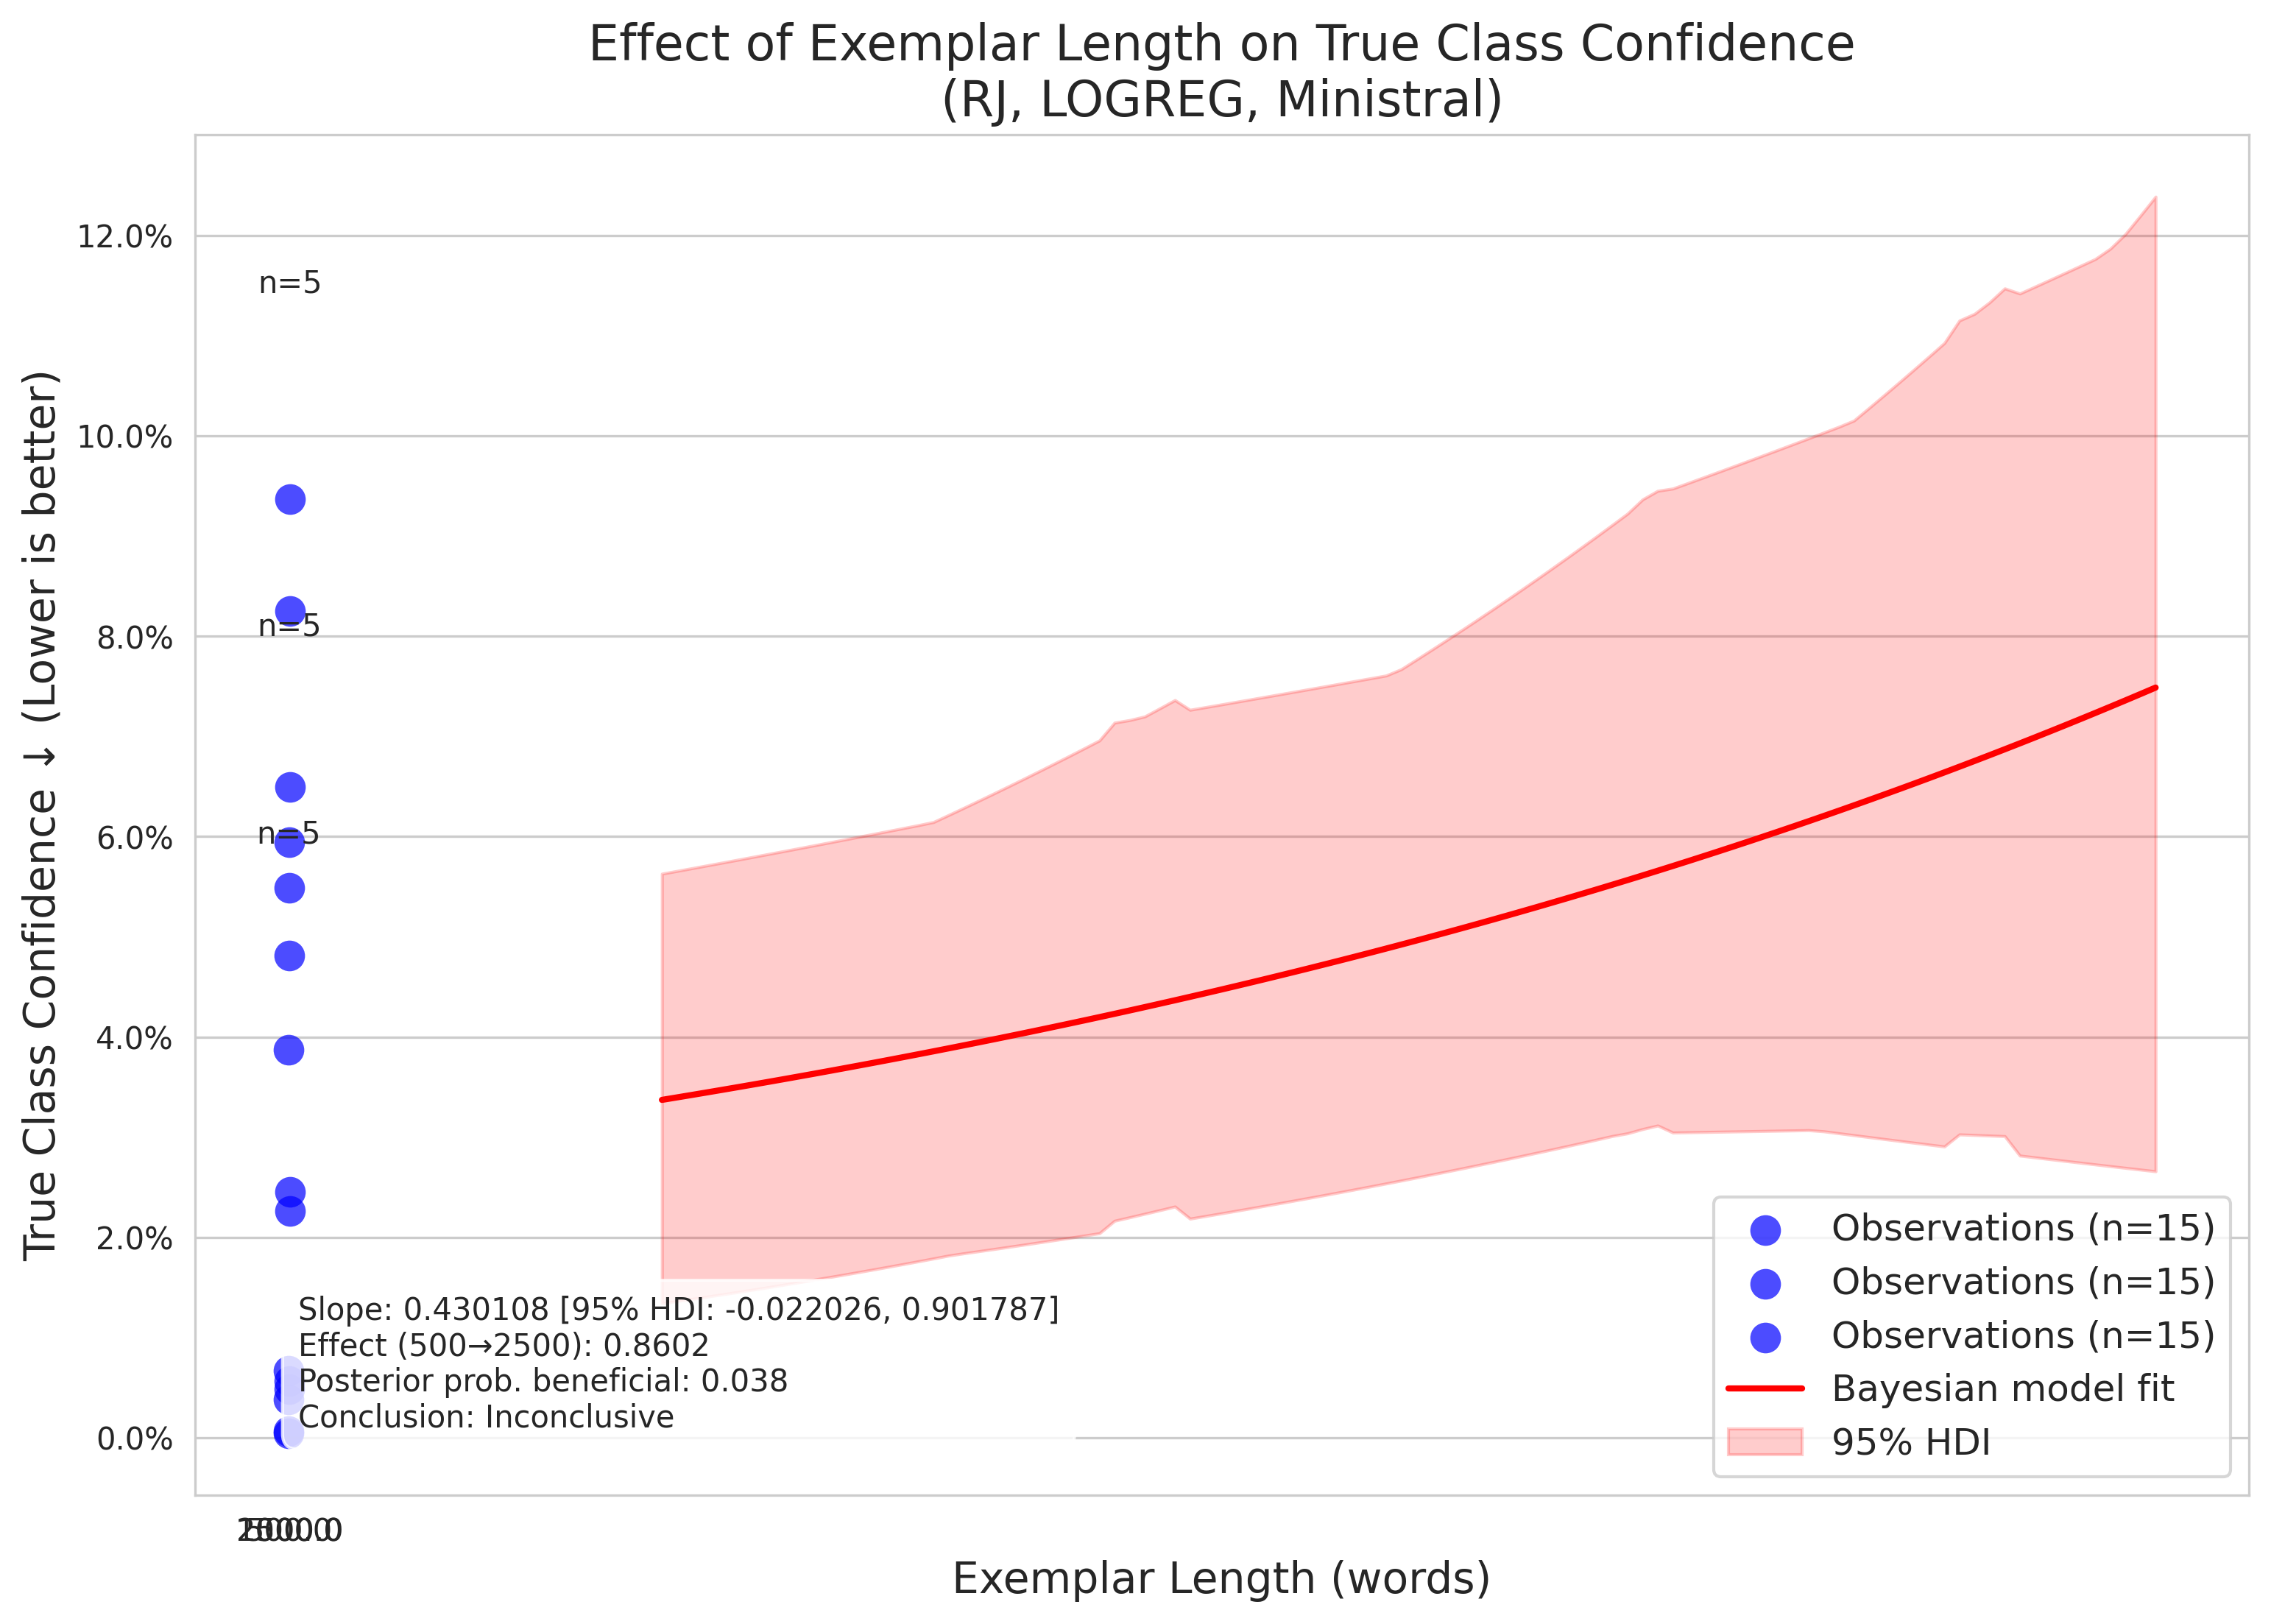 Effect of Exemplar Length on True Class Confidence
(RJ, LOGREG, Ministral)
True Class Confidence ↓ (Lower is better)
12.0%
10.0%
8.0%
6.0%
4.0%
2.0%
0.0%
n=5
n=5
n=5
Slope: 0.430108 [95% HDI: -0.022026, 0.901787]
Effect (500→2500): 0.8602
Posterior prob. beneficial: 0.038
Conclusion: Inconclusive
Observations (n=15)
Observations (n=15)
Observations (n=15)
Bayesian model fit
95% HDI
Exemplar Length (words)